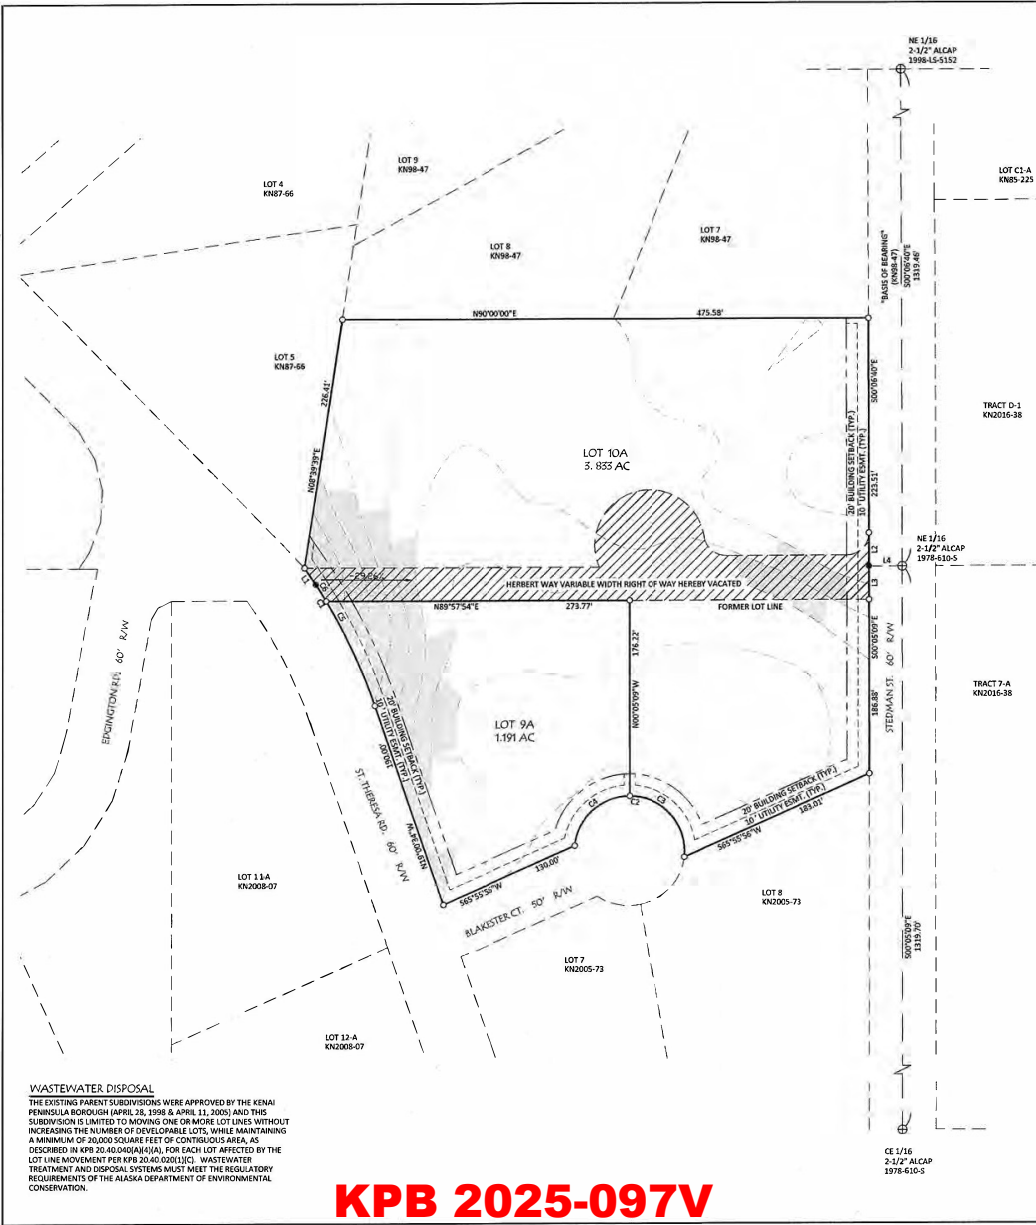 NE 1/16
2-1/2" ALCAP
1998-LS-5152
LOT 9
KN98-47
LOT 4
KN87-66
LOT C1-A
KN85-225
LOT 7
KN98-47
LOT 8
KN98-47
"BASIS OF BEARING"
(KN98-47)
S00°06'40"E
1319.46'
N90°00'00"E
475.58'
LOT 5
KN87-66
226.41'
N08°39'39"E
S00°06'40"E
223.51'
TRACT D-1
KN2016-38
20' BUILDING SETBACK (TYP.)
10' UTILITY ESMT. (TYP.)
LOT 10A
3. 833 AC
NE 1/16
2-1/2" ALCAP
1978-610-S
L2
L4
L3
L1
C6
HERBERT WAY VARIABLE WIDTH RIGHT OF WAY HEREBY VACATED
C5
N89°57'54"E
273.77'
FORMER LOT LINE
EDGINGTON RD. 60' R/W
S00°05'09"E
186.88'
STEDMAN ST. 60' R/W
176.22'
N00°05'09"W
TRACT 7-A
KN2016-38
LOT 9A
1.191 AC
20' BUILDING SETBACK (TYP.)
10' UTILITY ESMT. (TYP.)
190.00'
N19°00'34"W
ST. THERESA RD. 60' R/W
C4
C2
C3
20' BUILDING SETBACK (TYP.)
10' UTILITY ESMT. (TYP.)
183.01'
S65°55'56"W
130.00'
S65°55'56"W
BLAKESTER CT. 50' R/W
LOT 11-A
KN2008-07
LOT 8
KN2005-73
S00°05'09"E
1319.70'
LOT 7
KN2005-73
LOT 12-A
KN2008-07
WASTEWATER DISPOSAL
THE EXISTING PARENT SUBDIVISIONS WERE APPROVED BY THE KENAI
PENINSULA BOROUGH (APRIL 28, 1998 & APRIL 11, 2005) AND THIS
SUBDIVISION IS LIMITED TO MOVING ONE OR MORE LOT LINES WITHOUT
INCREASING THE NUMBER OF DEVELOPABLE LOTS, WHILE MAINTAINING
A MINIMUM OF 20,000 SQUARE FEET OF CONTIGUOUS AREA, AS
DESCRIBED IN KPB 20.40.040(A)(4)(A), FOR EACH LOT AFFECTED BY THE
LOT LINE MOVEMENT PER KPB 20.40.020(1)(C). WASTEWATER
TREATMENT AND DISPOSAL SYSTEMS MUST MEET THE REGULATORY
REQUIREMENTS OF THE ALASKA DEPARTMENT OF ENVIRONMENTAL
CONSERVATION.
CE 1/16
2-1/2" ALCAP
1978-610-S
KPB 2025-097V